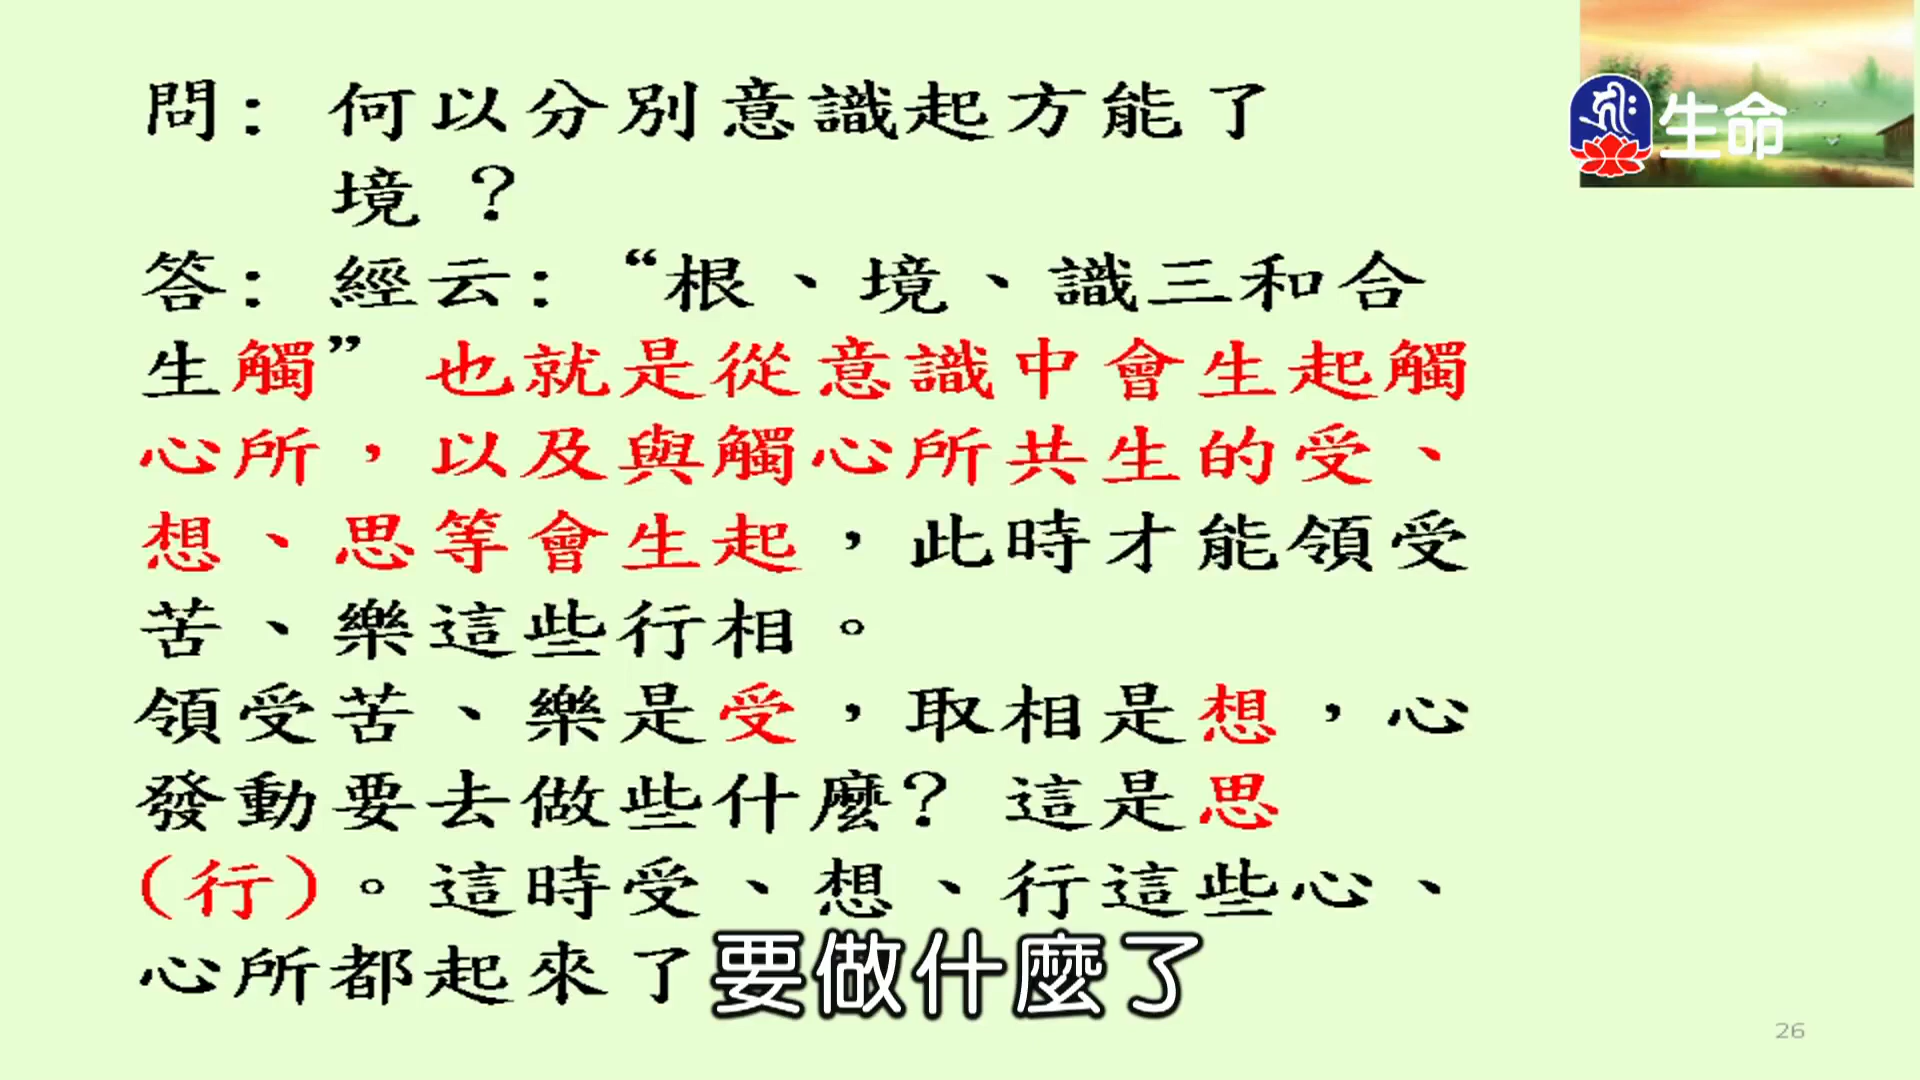 問：何以分別意識起方能了
境？
答：經云：“根、境、識三和合
生觸”也就是從意識中會生起觸
心所，以及與觸心所共生的受、
想、思等會生起，此時才能領受
苦、樂這些行相。
領受苦、樂是受，取相是想，心
發動要去做些什麼？這是思
(行)。這時受、想、行這些心、
心所都起來了
要做什麼了
生命
26